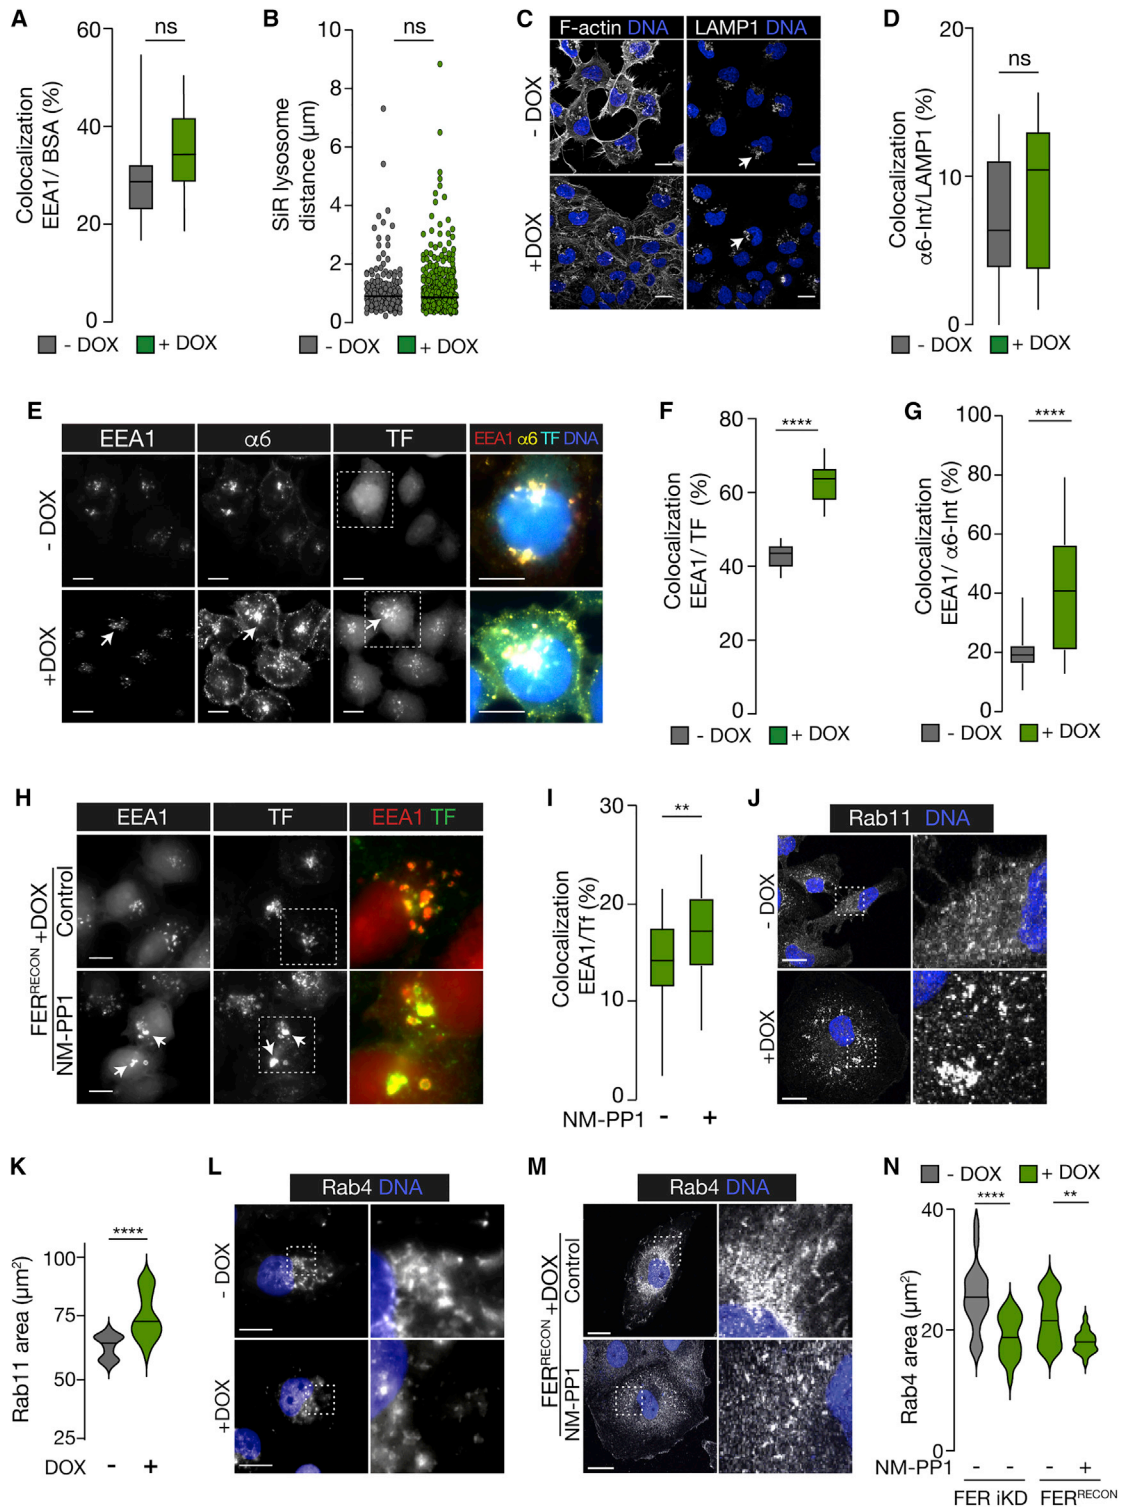 A
60
40
20
0
Colocalization
EEA1/ BSA (%)
ns
- DOX
+ DOX
B
10
8
6
4
2
0
SiR lysosome
distance (µm)
ns
- DOX
+ DOX
C
F-actin DNA
LAMP1 DNA
- DOX
+DOX
D
20
10
0
Colocalization
α6-Int/LAMP1 (%)
ns
- DOX
+ DOX
E
EEA1
α6
TF
EEA1 α6 TF DNA
- DOX
+DOX
F
80
60
40
20
0
Colocalization
EEA1/ TF (%)
****
- DOX
+ DOX
G
100
80
60
40
20
0
Colocalization
EEA1/ α6-Int (%)
****
- DOX
+ DOX
H
EEA1
TF
EEA1 TF
FERRECON +DOX
Control
NM-PP1
I
30
20
10
0
Colocalization
EEA1/Tf (%)
**
NM-PP1 - +
J
Rab11 DNA
- DOX
+DOX
K
100
75
50
25
Rab11 area (µm²)
****
DOX - +
L
Rab4 DNA
- DOX
+DOX
M
Rab4 DNA
FERRECON +DOX
Control
NM-PP1
N
- DOX
+ DOX
40
20
0
Rab4 area (µm²)
****
**
NM-PP1 - - - +
FER iKD
FERRECON